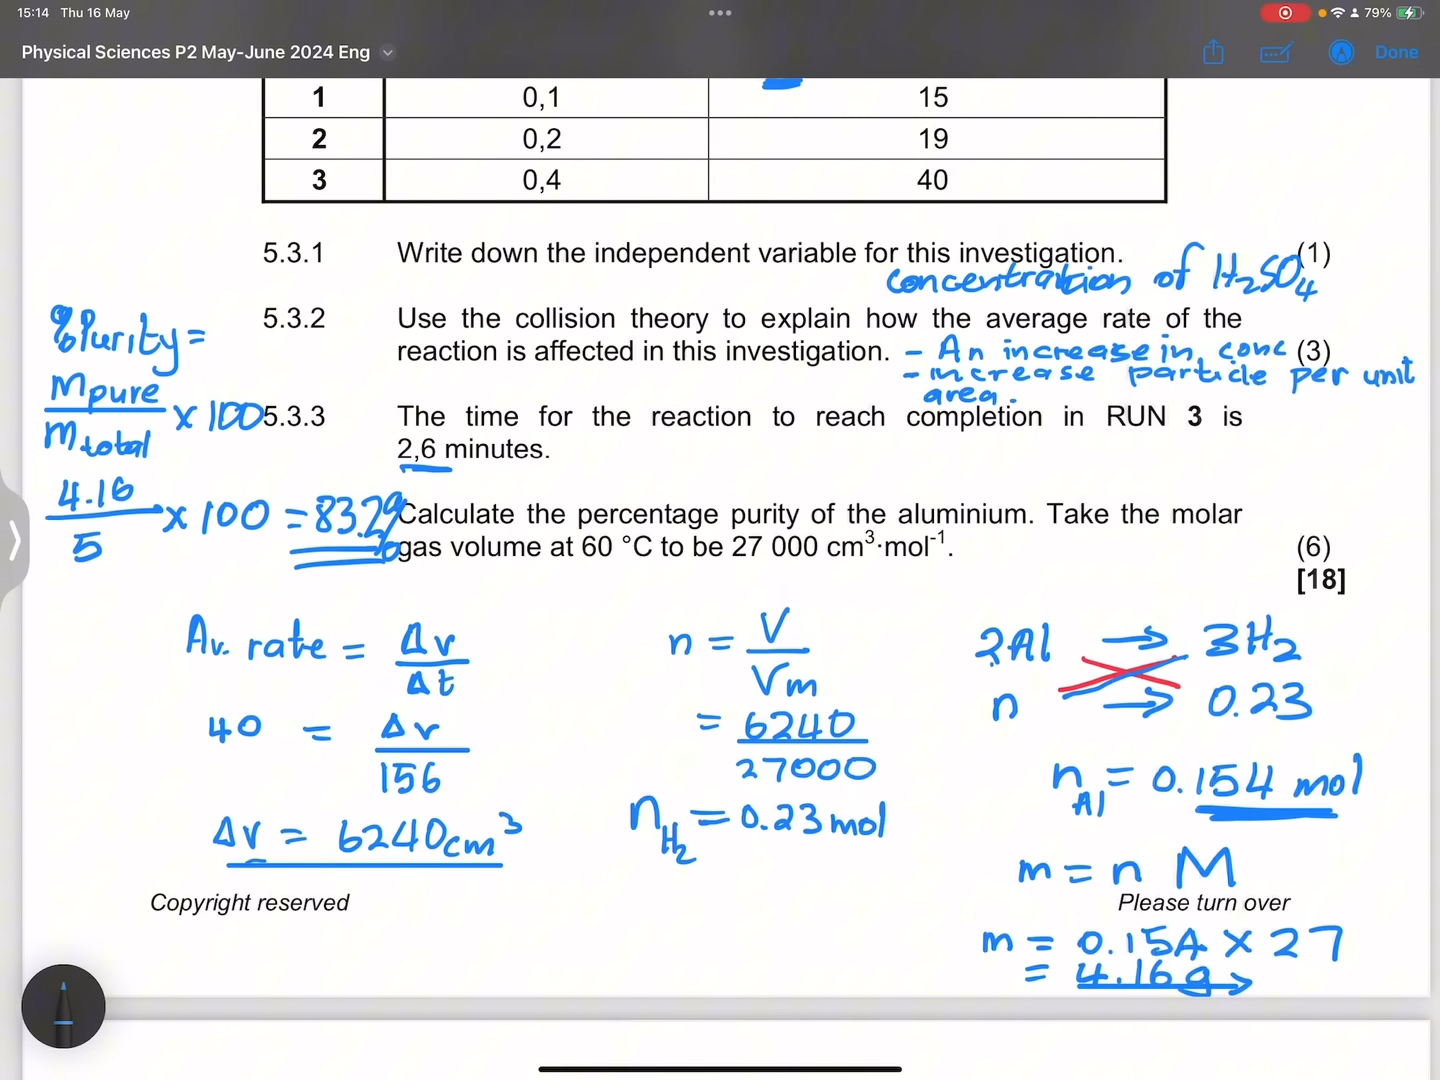 15:14 Thu 16 May
79%
Physical Sciences P2 May-June 2024 Eng
Done
1 0,1 15
2 0,2 19
3 0,4 40
5.3.1 Write down the independent variable for this investigation. (1)
concentration of H₂SO₄
5.3.2 Use the collision theory to explain how the average rate of the
reaction is affected in this investigation. (3)
- An increase in conc
- increase particle per unit
area.
5.3.3 The time for the reaction to reach completion in RUN 3 is
2,6 minutes.
Calculate the percentage purity of the aluminium. Take the molar
gas volume at 60 °C to be 27 000 cm³·mol⁻¹. (6)
[18]
%Purity =
Mpure
Mtotal
x 100
4.16
5
x 100 = 83.2%
Av. rate = Δv
Δt
40 = Δv
156
Δv = 6240cm³
n = V
Vm
= 6240
27000
nH₂ = 0.23mol
2Al → 3H₂
n → 0.23
nAl = 0.154 mol
m = n M
m = 0.154 x 27
= 4.16g
Copyright reserved
Please turn over